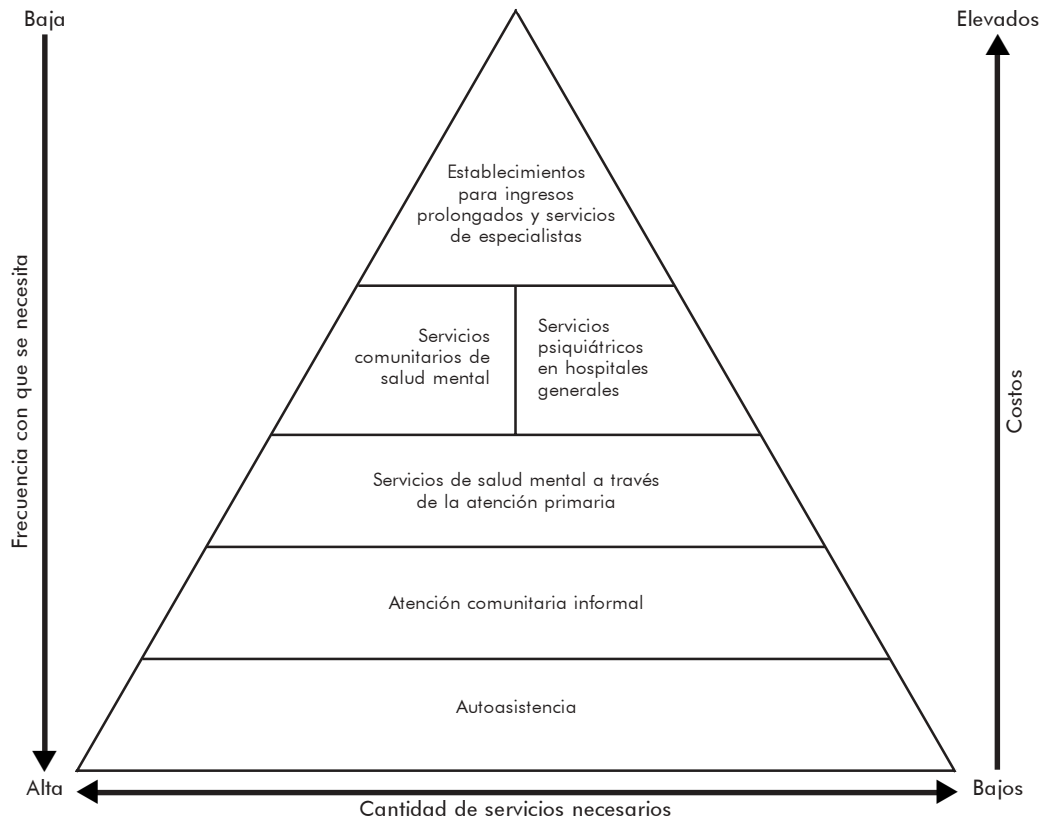 Baja
Elevados
Establecimientos
para ingresos
prolongados y servicios
de especialistas
Frecuencia con que se necesita
Servicios
comunitarios de
salud mental
Servicios
psiquiátricos
en hospitales
generales
Costos
Servicios de salud mental a través
de la atención primaria
Atención comunitaria informal
Autoasistencia
Alta
Bajos
Cantidad de servicios necesarios